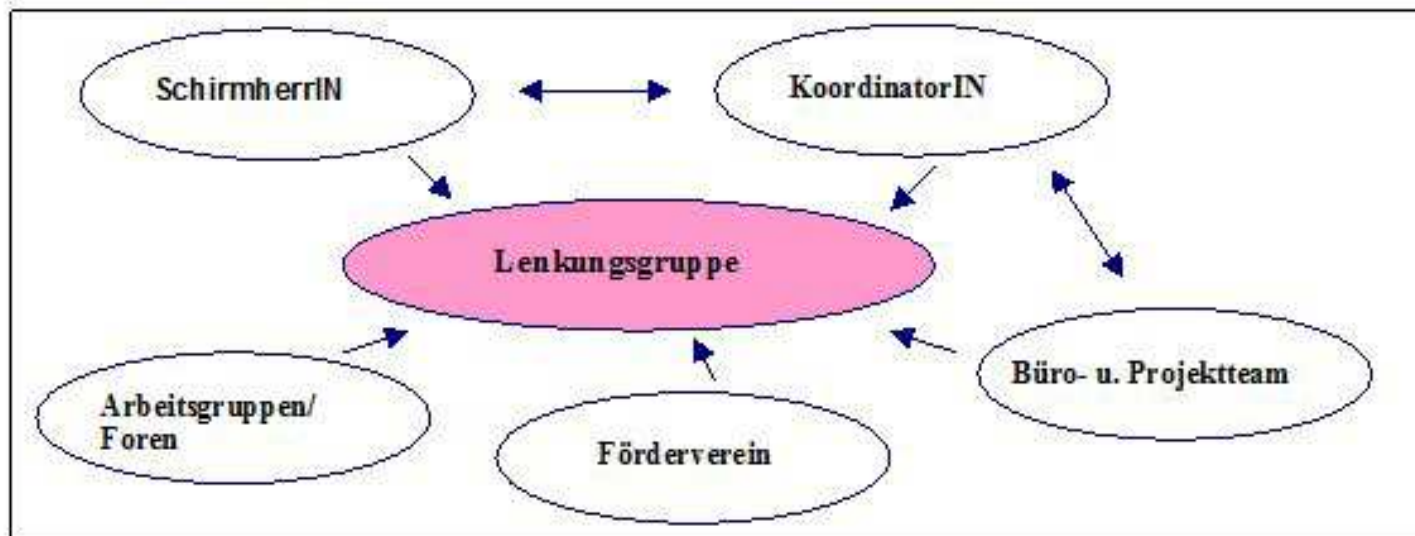 SchirmherrIN
KoordinatorIN
Lenkungsgruppe
Büro- u. Projektteam
Arbeitsgruppen/
Foren
Förderverein